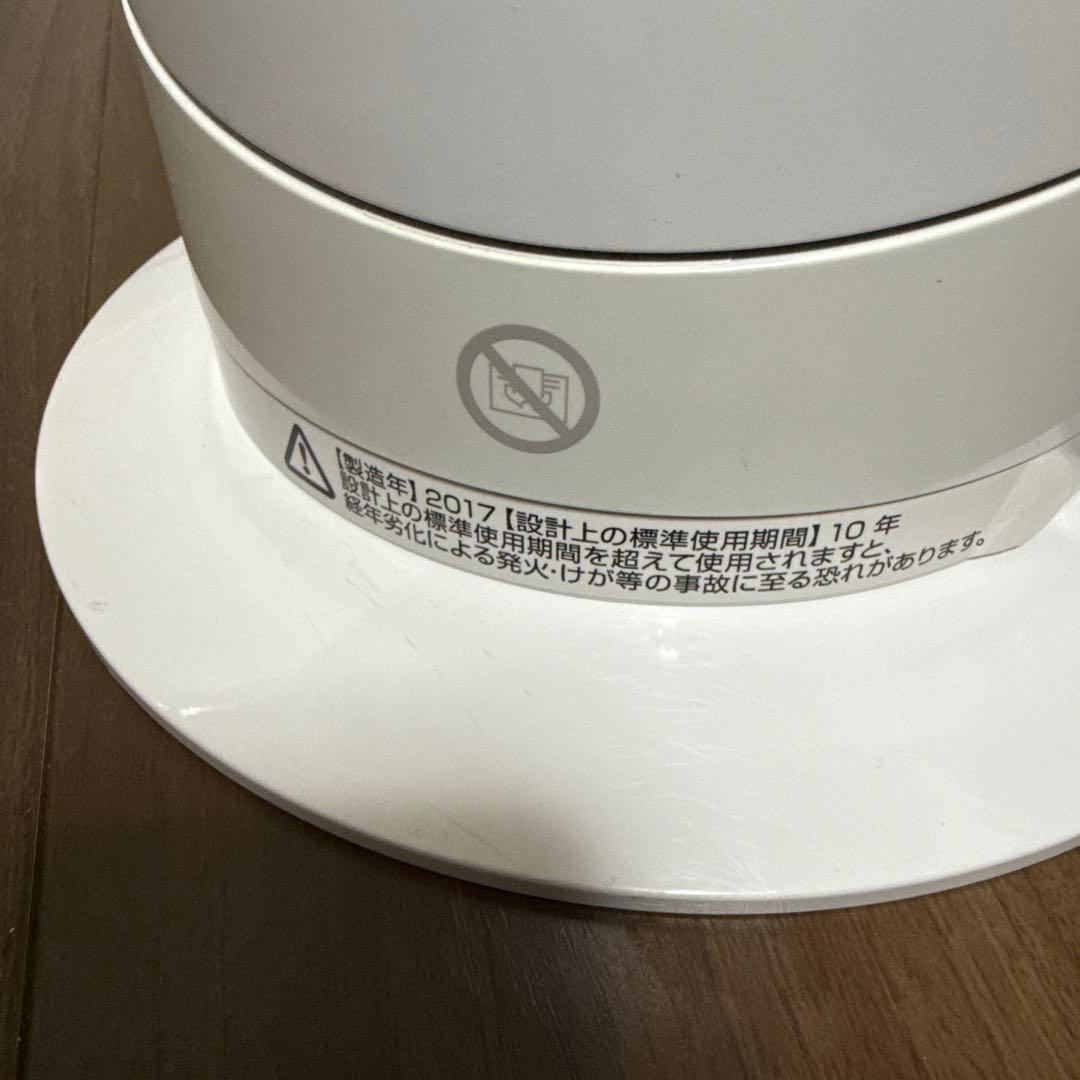 【製造年】2017【設計上の標準使用期間】10年
設計上の標準使用期間を超えて使用されますと、
経年劣化による発火・けが等の事故に至る恐れがあります。